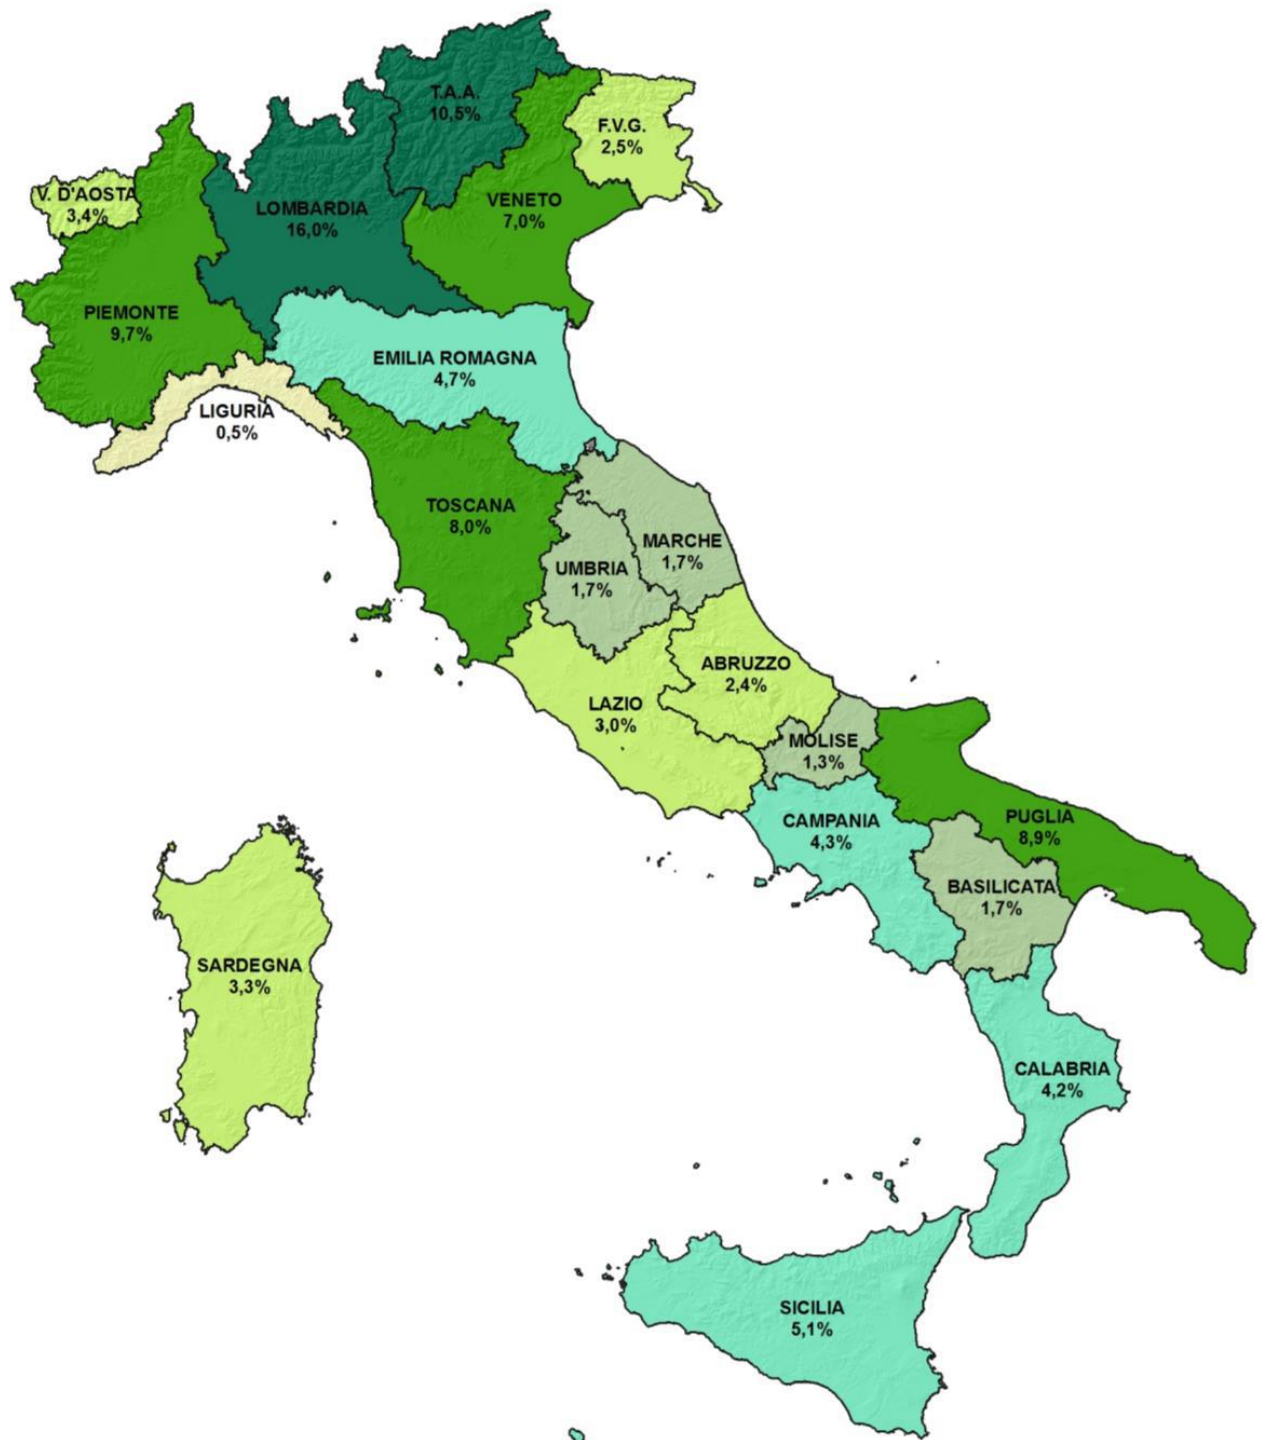 T.A.A.
10,5%
F.V.G.
2,5%
V. D'AOSTA
3,4%
LOMBARDIA
16,0%
VENETO
7,0%
PIEMONTE
9,7%
EMILIA ROMAGNA
4,7%
LIGURIA
0,5%
TOSCANA
8,0%
MARCHE
1,7%
UMBRIA
1,7%
ABRUZZO
2,4%
LAZIO
3,0%
MOLISE
1,3%
CAMPANIA
4,3%
PUGLIA
8,9%
BASILICATA
1,7%
SARDEGNA
3,3%
CALABRIA
4,2%
SICILIA
5,1%